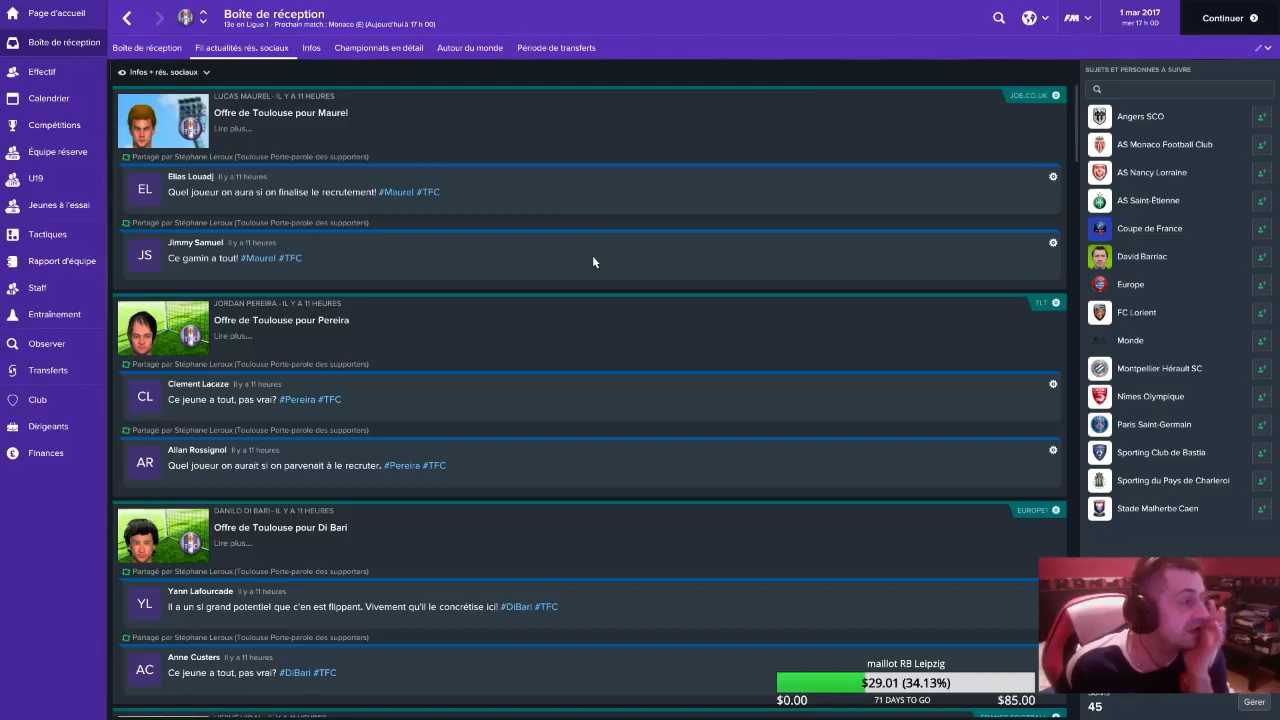 Page d'accueil
Boîte de réception
13e en Ligue 1 - Prochain match : Monaco (E) (Aujourd'hui à 17 h 00)
FM
1 mar 2017
mer 17 h 00
Continuer
Boîte de réception
Boîte de réception
Fil actualités rés. sociaux
Infos
Championnats en détail
Autour du monde
Période de transferts
Effectif
Calendrier
Compétitions
Équipe réserve
U19
Jeunes à l'essai
Tactiques
Rapport d'équipe
Staff
Entraînement
Observer
Transferts
Club
Dirigeants
Finances
Infos + rés. sociaux
LUCAS MAUREL - IL Y A 11 HEURES
JOE.CO.UK
Offre de Toulouse pour Maurel
Lire plus...
Partagé par Stéphane Leroux (Toulouse Porte-parole des supporters)
EL
Elias Louadj Il y a 11 heures
Quel joueur on aura si on finalise le recrutement! #Maurel #TFC
Partagé par Stéphane Leroux (Toulouse Porte-parole des supporters)
JS
Jimmy Samuel Il y a 11 heures
Ce gamin a tout! #Maurel #TFC
JORDAN PEREIRA - IL Y A 11 HEURES
TLT
Offre de Toulouse pour Pereira
Lire plus...
Partagé par Stéphane Leroux (Toulouse Porte-parole des supporters)
CL
Clement Lacaze Il y a 11 heures
Ce jeune a tout, pas vrai? #Pereira #TFC
Partagé par Stéphane Leroux (Toulouse Porte-parole des supporters)
AR
Allan Rossignol Il y a 11 heures
Quel joueur on aurait si on parvenait à le recruter. #Pereira #TFC
DANILO DI BARI - IL Y A 11 HEURES
EUROPE1
Offre de Toulouse pour Di Bari
Lire plus...
Partagé par Stéphane Leroux (Toulouse Porte-parole des supporters)
YL
Yann Lafourcade Il y a 11 heures
Il a un si grand potentiel que c'en est flippant. Vivement qu'il le concrétise ici! #DiBari #TFC
Partagé par Stéphane Leroux (Toulouse Porte-parole des supporters)
AC
Anne Custers Il y a 11 heures
Ce jeune a tout, pas vrai? #DiBari #TFC
SUJETS ET PERSONNES À SUIVRE
Angers SCO
AS Monaco Football Club
AS Nancy Lorraine
AS Saint-Étienne
Coupe de France
David Barriac
Europe
FC Lorient
Monde
Montpellier Hérault SC
Nîmes Olympique
Paris Saint-Germain
Sporting Club de Bastia
Sporting du Pays de Charleroi
Stade Malherbe Caen
45
Gérer
maillot RB Leipzig
$29.01 (34.13%)
$0.00
71 DAYS TO GO
$85.00